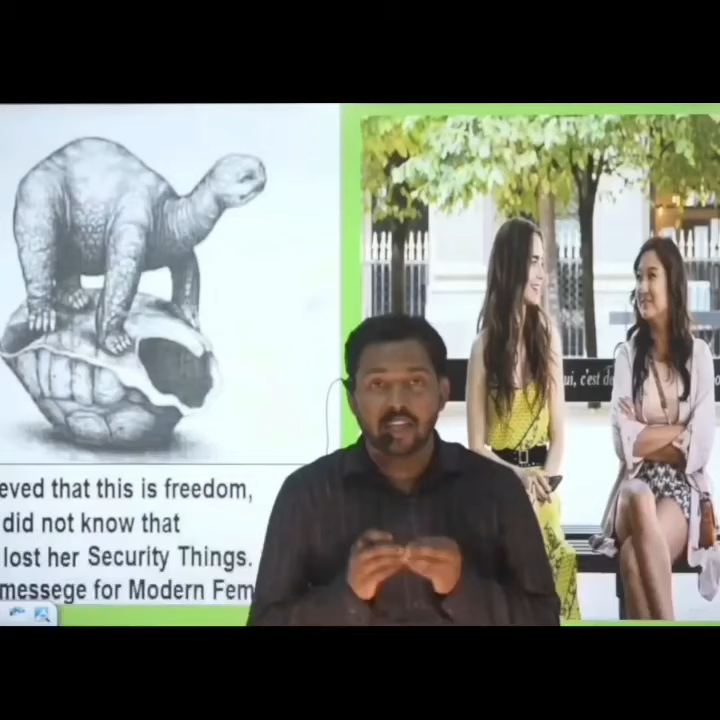 eved that this is freedom,
did not know that
lost her Security Things.
messege for Modern Fem
ui, c'est de